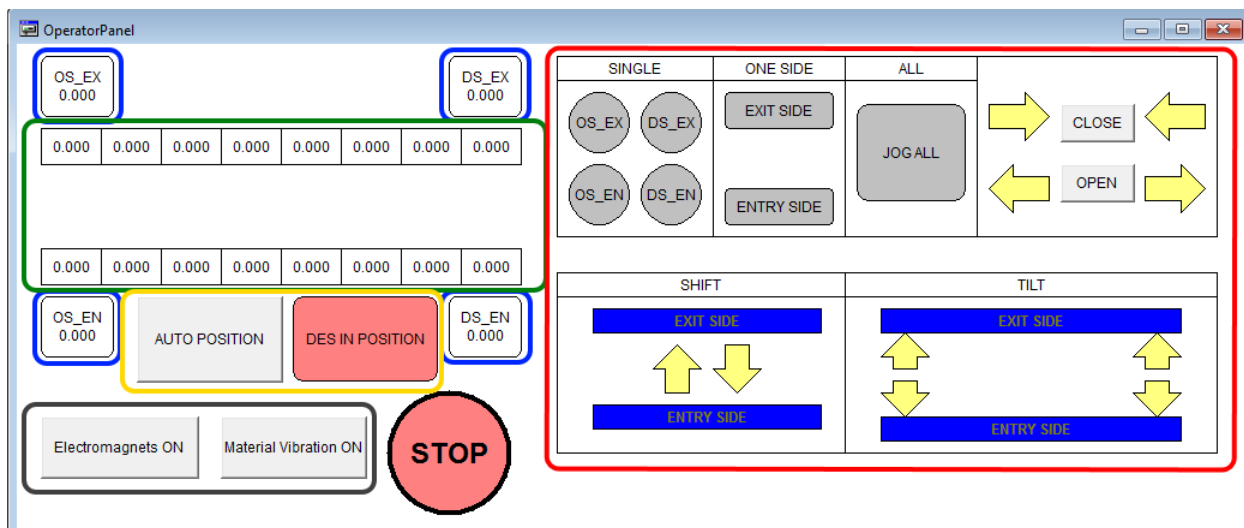 OperatorPanel
OS_EX
0.000
DS_EX
0.000
0.000 0.000 0.000 0.000 0.000 0.000 0.000 0.000
0.000 0.000 0.000 0.000 0.000 0.000 0.000 0.000
OS_EN
0.000
AUTO POSITION
DES IN POSITION
DS_EN
0.000
Electromagnets ON
Material Vibration ON
STOP
SINGLE ONE SIDE ALL
OS_EX DS_EX
OS_EN DS_EN
EXIT SIDE
ENTRY SIDE
JOG ALL
CLOSE
OPEN
SHIFT
EXIT SIDE
ENTRY SIDE
TILT
EXIT SIDE
ENTRY SIDE